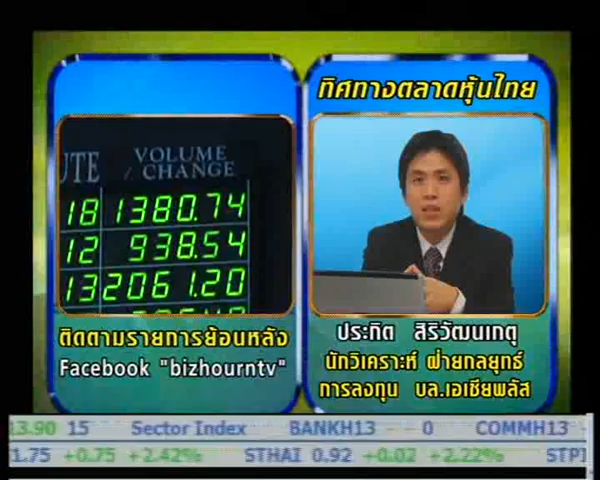 ทิศทางตลาดหุ้นไทย
UTE VOLUME
/ CHANGE
18 1380.74
12 938.54
13 2061.20
ติดตามรายการย้อนหลัง
Facebook "bizhourntv"
ประกิต สิริวัฒนเกตุ
นักวิเคราะห์ ฝ่ายกลยุทธ์
การลงทุน บล.เอเซียพลัส
13.90 15 Sector Index BANKH13 - - 0 COMMH13 -
1.75 +0.75 +2.42% STHAI 0.92 +0.02 +2.22% STPI